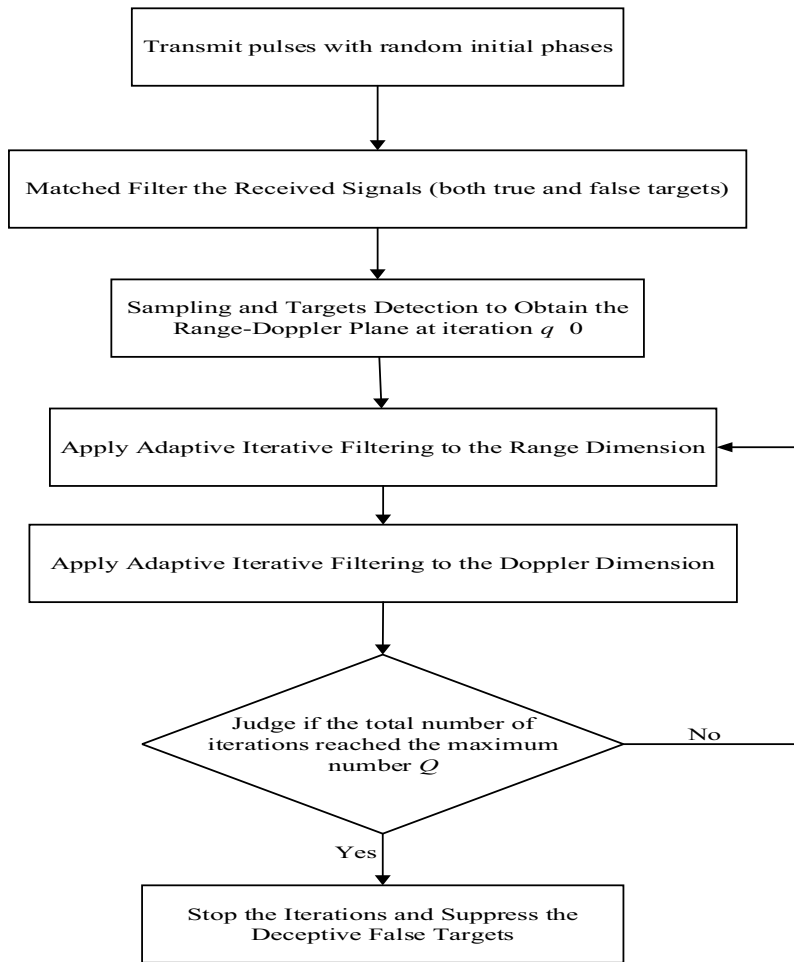 Transmit pulses with random initial phases
Matched Filter the Received Signals (both true and false targets)
Sampling and Targets Detection to Obtain the
Range-Doppler Plane at iteration q 0
Apply Adaptive Iterative Filtering to the Range Dimension
Apply Adaptive Iterative Filtering to the Doppler Dimension
Judge if the total number of
iterations reached the maximum
number Q
No
Yes
Stop the Iterations and Suppress the
Deceptive False Targets